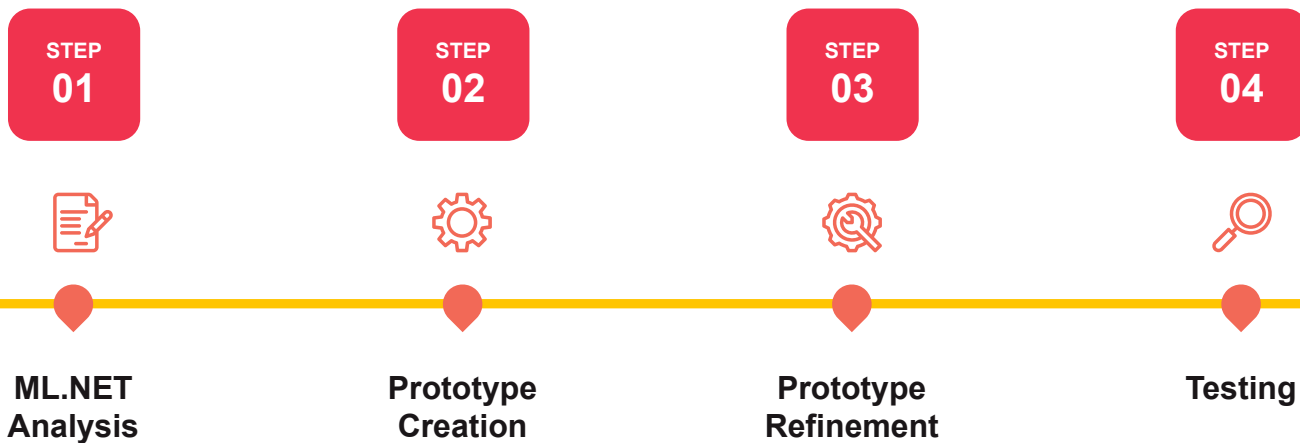 STEP
01
STEP
02
STEP
03
STEP
04
ML.NET
Analysis
Prototype
Creation
Prototype
Refinement
Testing